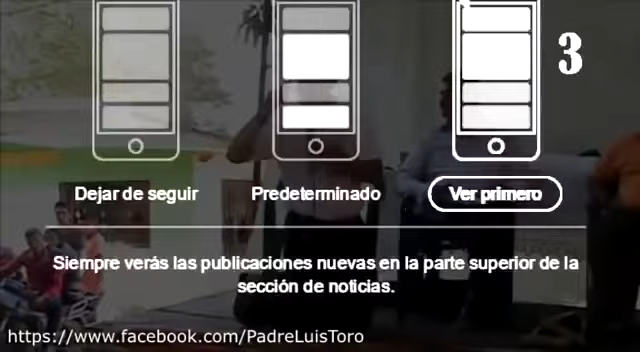 3
Dejar de seguir Predeterminado Ver primero
Siempre verás las publicaciones nuevas en la parte superior de la
sección de noticias.
https://www.facebook.com/PadreLuisToro